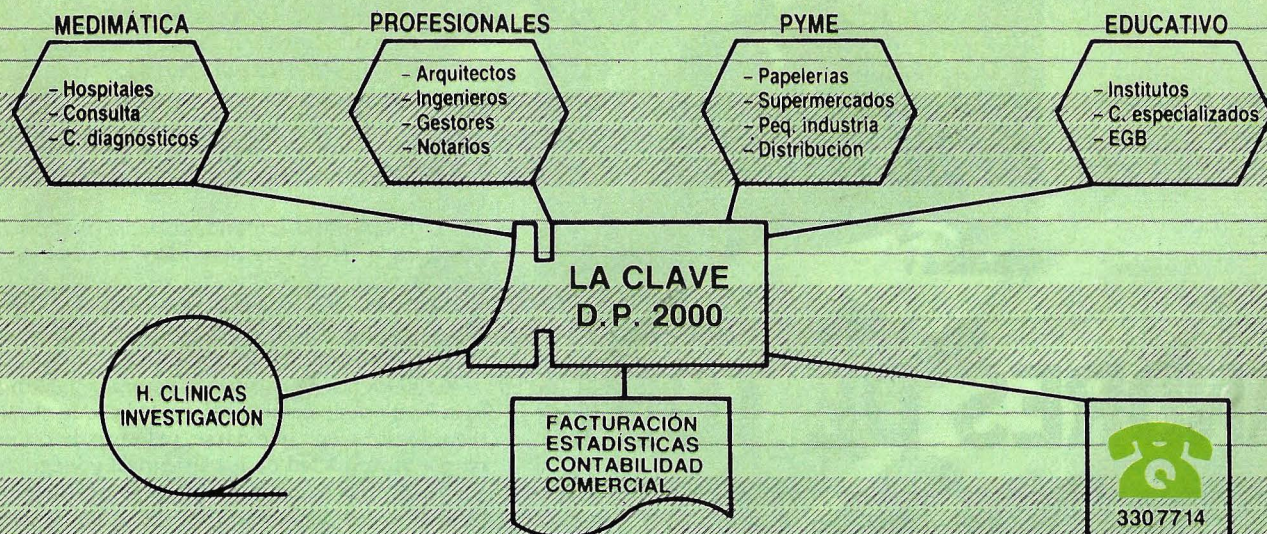 MEDIMÁTICA
- Hospitales
- Consulta
- C. diagnósticos
PROFESIONALES
- Arquitectos
- Ingenieros
- Gestores
- Notarios
PYME
- Papelerías
- Supermercados
- Peq. industria
- Distribución
EDUCATIVO
- Institutos
- C. especializados
- EGB
LA CLAVE
D.P. 2000
H. CLÍNICAS
INVESTIGACIÓN
FACTURACIÓN
ESTADÍSTICAS
CONTABILIDAD
COMERCIAL
3307714